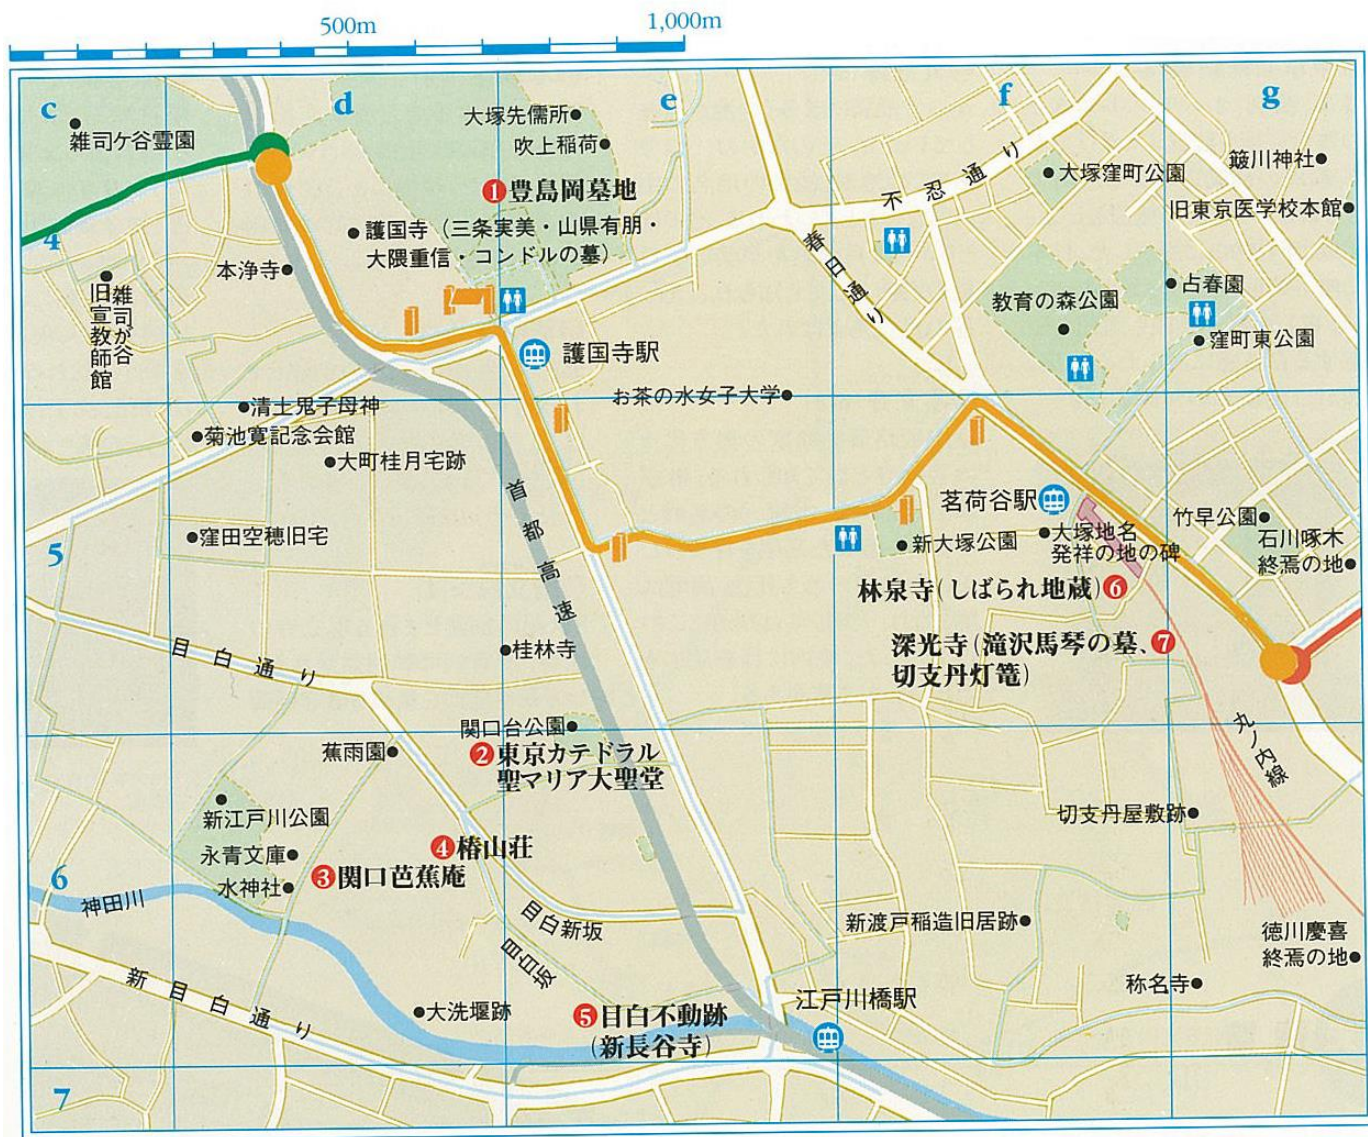 500m
1,000m
c
d
e
f
g
雑司ケ谷霊園
大塚先儒所
吹上稲荷
❶豊島岡墓地
護国寺（三条実美・山県有朋・
大隈重信・コンドルの墓）
不忍通り
大塚窪町公園
簸川神社
旧東京医学校本館
4
本浄寺
雑司が谷
旧宣教師館
春日通り
教育の森公園
占春園
窪町東公園
護国寺駅
お茶の水女子大学
清土鬼子母神
菊池寛記念会館
大町桂月宅跡
首都高速
茗荷谷駅
竹早公園
5
窪田空穂旧宅
新大塚公園
大塚地名
発祥の地の碑
石川啄木
終焉の地
林泉寺(しばられ地蔵)❻
目白通り
桂林寺
深光寺(滝沢馬琴の墓、❼
切支丹灯篭)
関口台公園
丸ノ内線
蕉雨園
❷東京カテドラル
聖マリア大聖堂
新江戸川公園
切支丹屋敷跡
永青文庫
❹椿山荘
6
水神社
❸関口芭蕉庵
神田川
目白新坂
新渡戸稲造旧居跡
徳川慶喜
終焉の地
目白坂
新目白通り
称名寺
大洗堰跡
❺目白不動跡
(新長谷寺)
江戸川橋駅
7